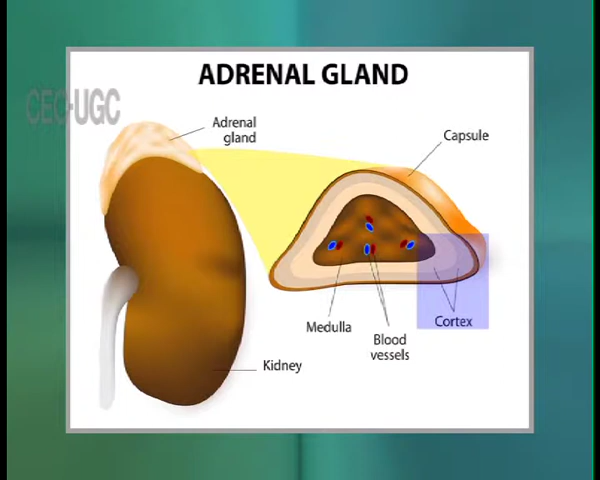 ADRENAL GLAND
CEC-UGC
Adrenal
gland
Capsule
Medulla
Blood
vessels
Cortex
Kidney